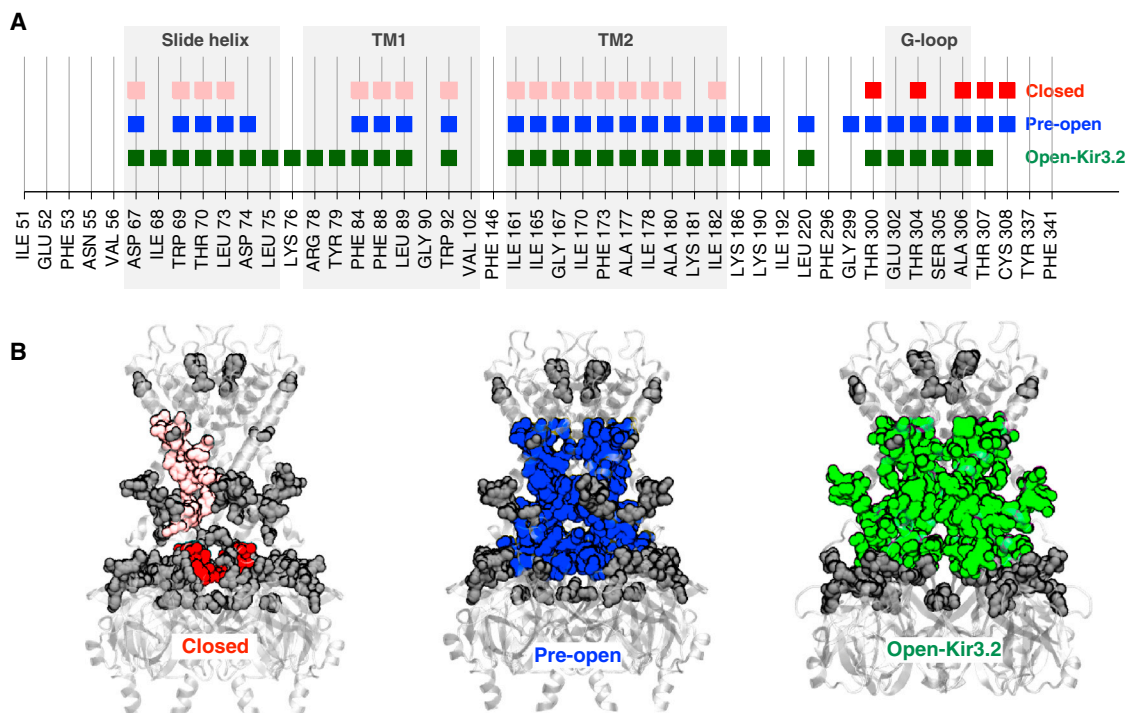 A
Slide helix
TM1
TM2
G-loop
Closed
Pre-open
Open-Kir3.2
ILE 51
GLU 52
PHE 53
ASN 55
VAL 56
ASP 67
ILE 68
TRP 69
THR 70
LEU 73
ASP 74
LEU 75
LYS 76
ARG 78
TYR 79
PHE 84
PHE 88
LEU 89
GLY 90
TRP 92
VAL 102
PHE 146
ILE 161
ILE 165
GLY 167
ILE 170
PHE 173
ALA 177
ILE 178
ALA 180
LYS 181
ILE 182
LYS 186
LYS 190
ILE 192
LEU 220
PHE 296
GLY 299
THR 300
GLU 302
THR 304
SER 305
ALA 306
THR 307
CYS 308
TYR 337
PHE 341
B
Closed
Pre-open
Open-Kir3.2